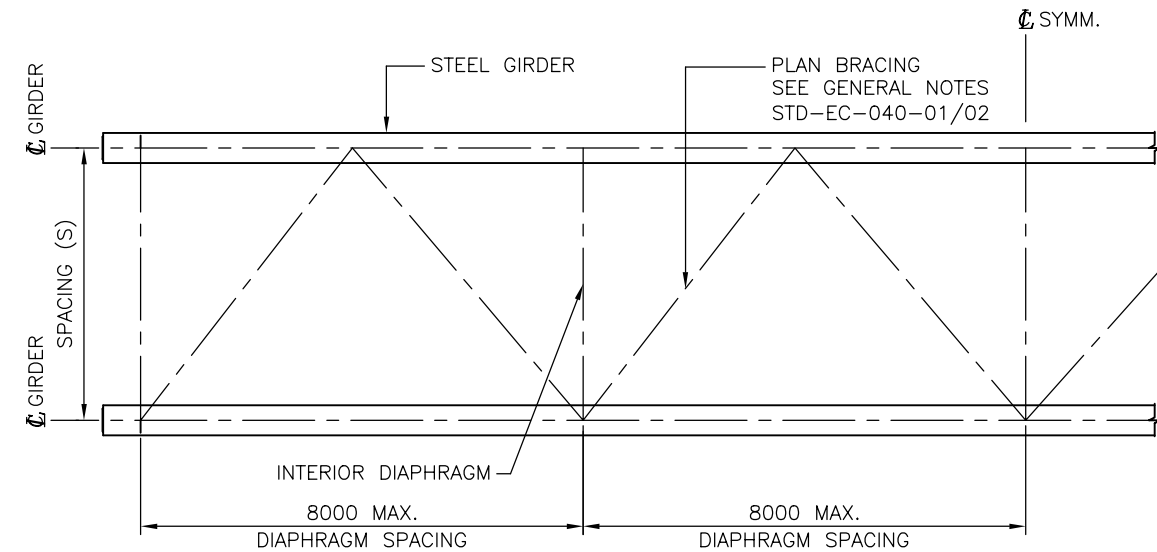 ℄ SYMM.
STEEL GIRDER
PLAN BRACING
SEE GENERAL NOTES
STD-EC-040-01/02
℄ GIRDER
SPACING (S)
℄ GIRDER
INTERIOR DIAPHRAGM
8000 MAX.
DIAPHRAGM SPACING
8000 MAX.
DIAPHRAGM SPACING